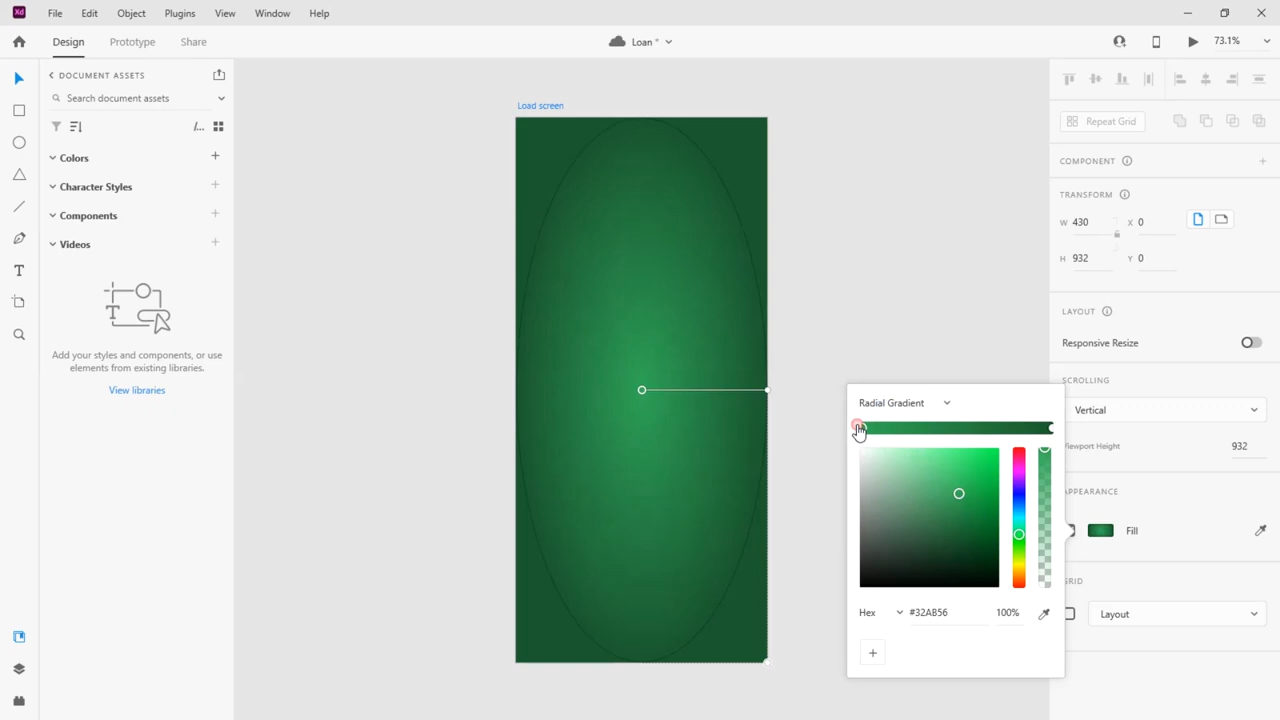 Xd File Edit Object Plugins View Window Help
Design Prototype Share
Loan *
73.1%
DOCUMENT ASSETS
Search document assets
Colors
Character Styles
Components
Videos
Add your styles and components, or use
elements from existing libraries.
View libraries
Load screen
Repeat Grid
COMPONENT
TRANSFORM
W 430 X 0
H 932 Y 0
LAYOUT
Responsive Resize
SCROLLING
Vertical
Viewport Height 932
APPEARANCE
Fill
GRID
Layout
Radial Gradient
Hex #32AB56 100%